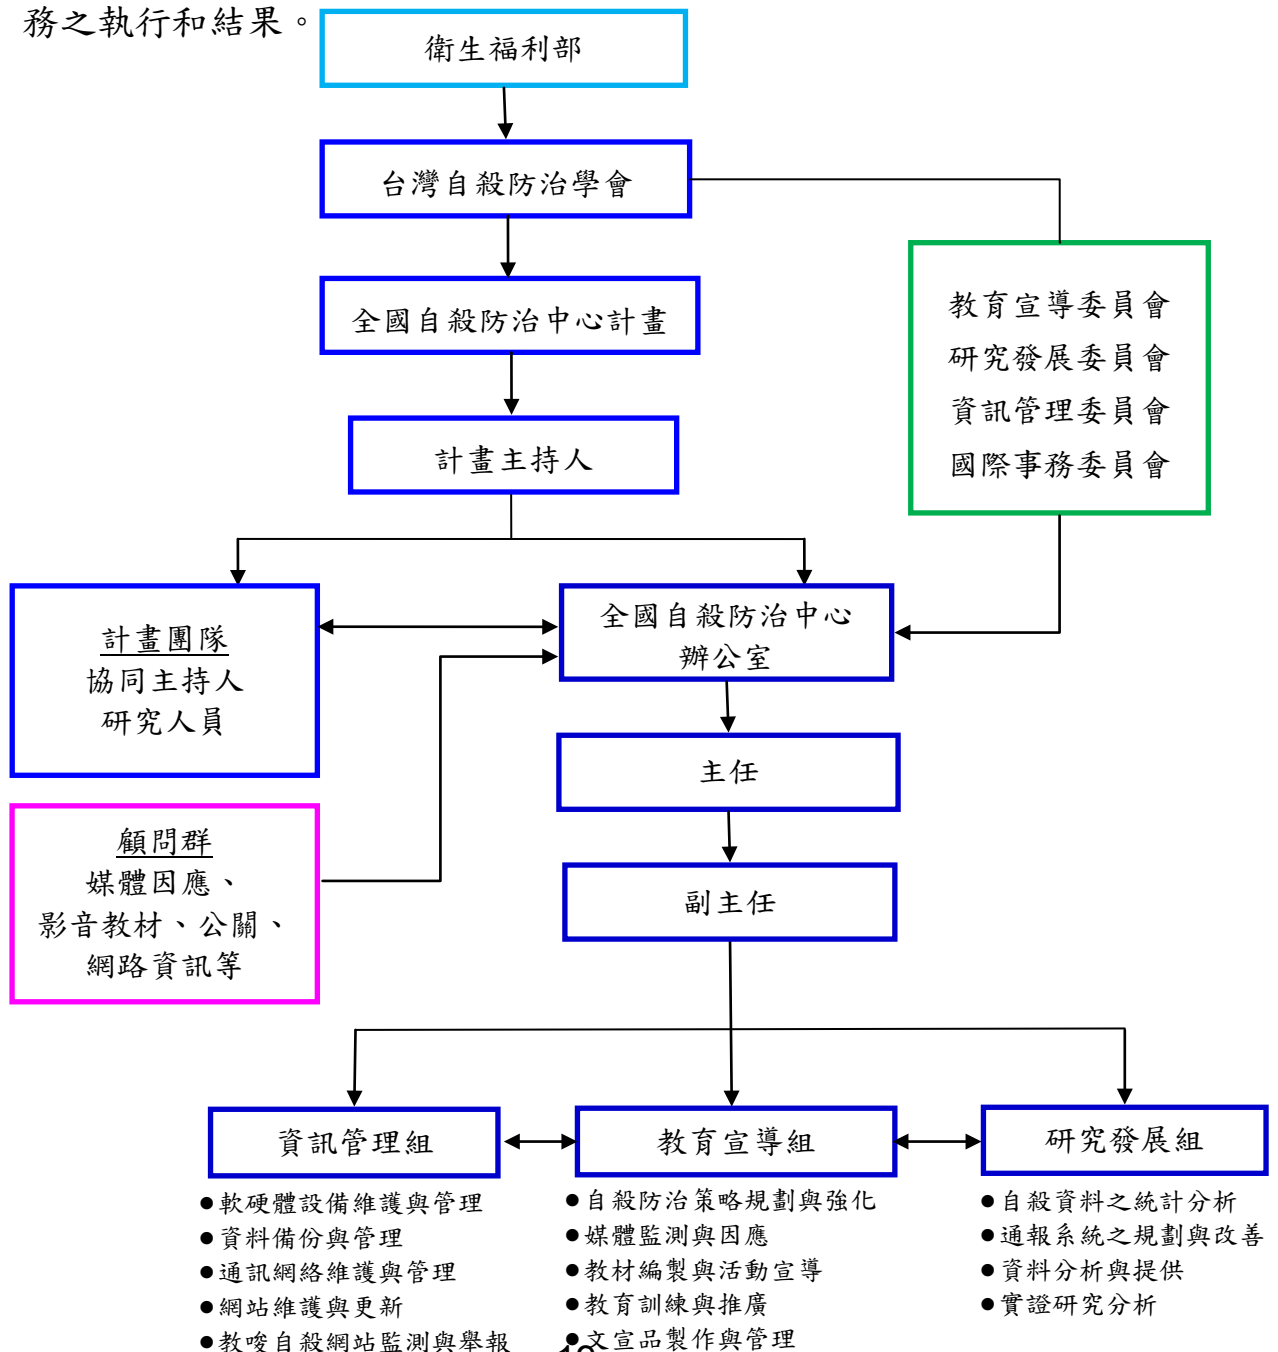 務之執行和結果。
衛生福利部
台灣自殺防治學會
全國自殺防治中心計畫
計畫主持人
教育宣導委員會
研究發展委員會
資訊管理委員會
國際事務委員會
計畫團隊
協同主持人
研究人員
全國自殺防治中心
辦公室
主任
顧問群
媒體因應、
影音教材、公關、
網路資訊等
副主任
資訊管理組
●軟硬體設備維護與管理
●資料備份與管理
●通訊網絡維護與管理
●網站維護與更新
●教唆自殺網站監測與舉報
教育宣導組
●自殺防治策略規劃與強化
●媒體監測與因應
●教材編製與活動宣導
●教育訓練與推廣
●文宣品製作與管理
研究發展組
●自殺資料之統計分析
●通報系統之規劃與改善
●資料分析與提供
●實證研究分析